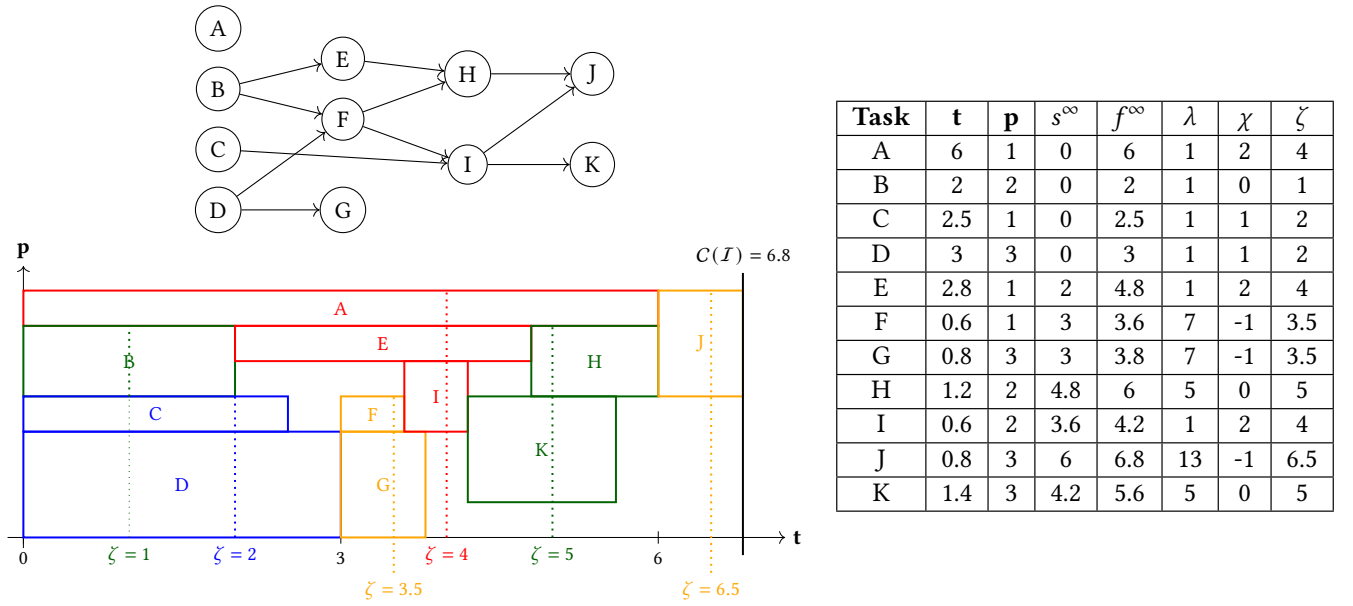 A
B
C
D
E
F
G
H
I
J
K
p
C(I) = 6.8
A
B
E
H
J
C
I
F
K
D
G
0
ζ = 1
ζ = 2
3
ζ = 4
ζ = 5
6
t
ζ = 3.5
ζ = 6.5
Task t p s∞ f∞ λ χ ζ
A 6 1 0 6 1 2 4
B 2 2 0 2 1 0 1
C 2.5 1 0 2.5 1 1 2
D 3 3 0 3 1 1 2
E 2.8 1 2 4.8 1 2 4
F 0.6 1 3 3.6 7 -1 3.5
G 0.8 3 3 3.8 7 -1 3.5
H 1.2 2 4.8 6 5 0 5
I 0.6 2 3.6 4.2 1 2 4
J 0.8 3 6 6.8 13 -1 6.5
K 1.4 3 4.2 5.6 5 0 5